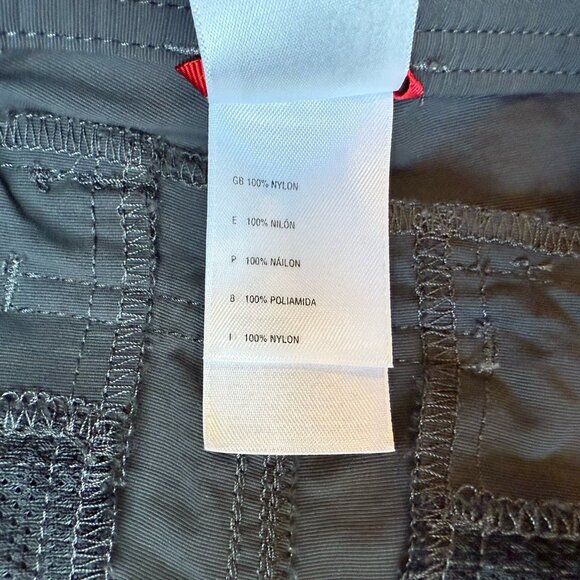 GB 100% NYLON
E 100% NILÓN
P 100% NÁILON
B 100% POLIAMIDA
I 100% NYLON